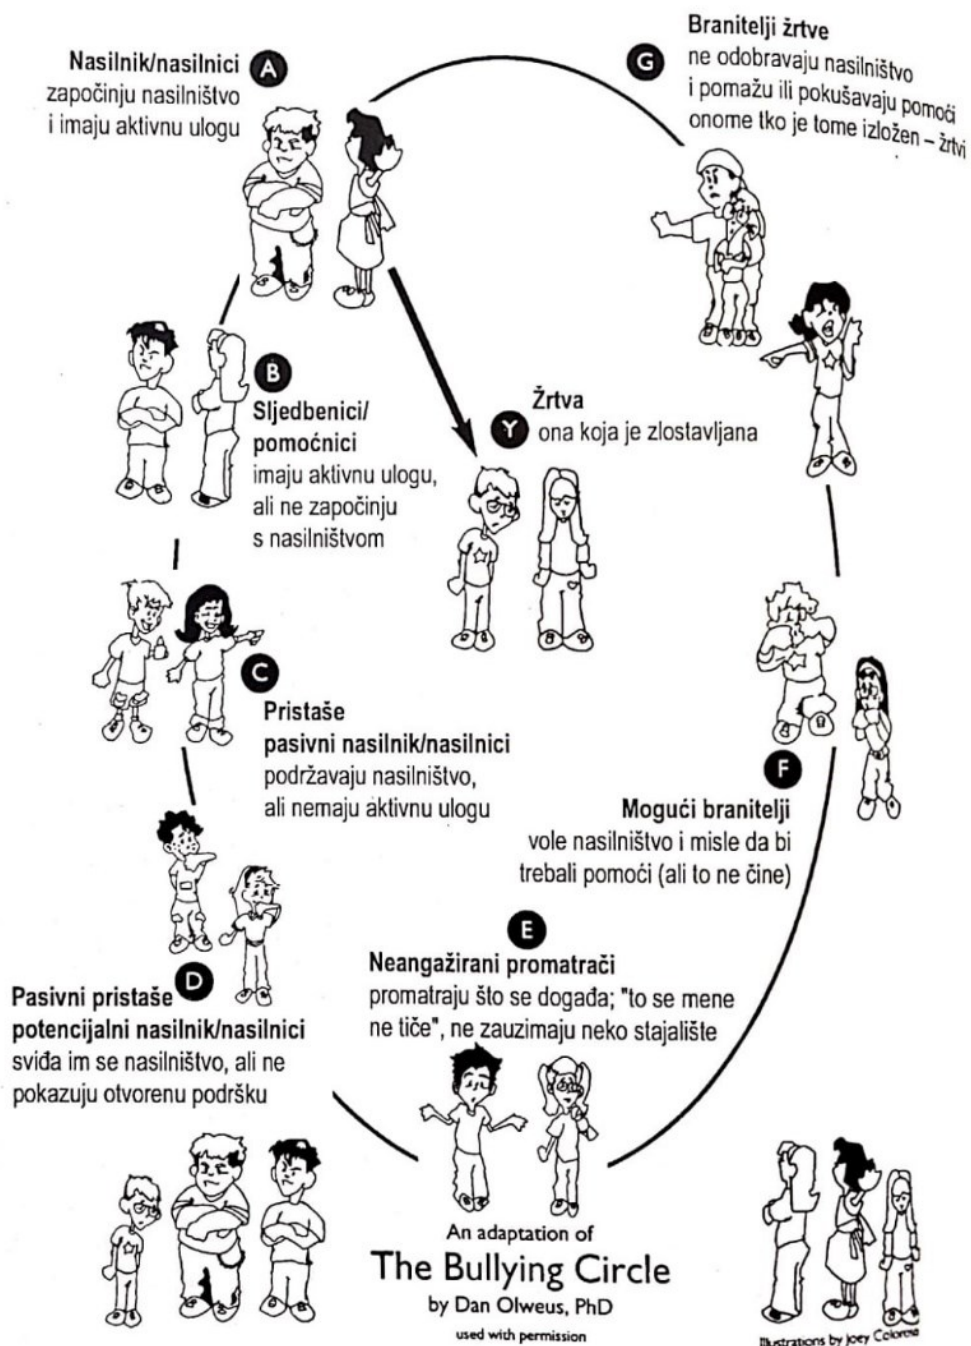 Nasilnik/nasilnici
započinju nasilništvo
i imaju aktivnu ulogu
A
G
Branitelji žrtve
ne odobravaju nasilništvo
i pomažu ili pokušavaju pomoći
onome tko je tome izložen – žrtvi
B
Sljedbenici/
pomoćnici
imaju aktivnu ulogu,
ali ne započinju
s nasilništvom
Y
Žrtva
ona koja je zlostavljana
C
Pristaše
pasivni nasilnik/nasilnici
podržavaju nasilništvo,
ali nemaju aktivnu ulogu
D
Pasivni pristaše
potencijalni nasilnik/nasilnici
sviđa im se nasilništvo, ali ne
pokazuju otvorenu podršku
E
Neangažirani promatrači
promatraju što se događa; "to se mene
ne tiče", ne zauzimaju neko stajalište
F
Mogući branitelji
vole nasilništvo i misle da bi
trebali pomoći (ali to ne čine)
An adaptation of
The Bullying Circle
by Dan Olweus, PhD
used with permission
Illustrations by Joey Coloroso